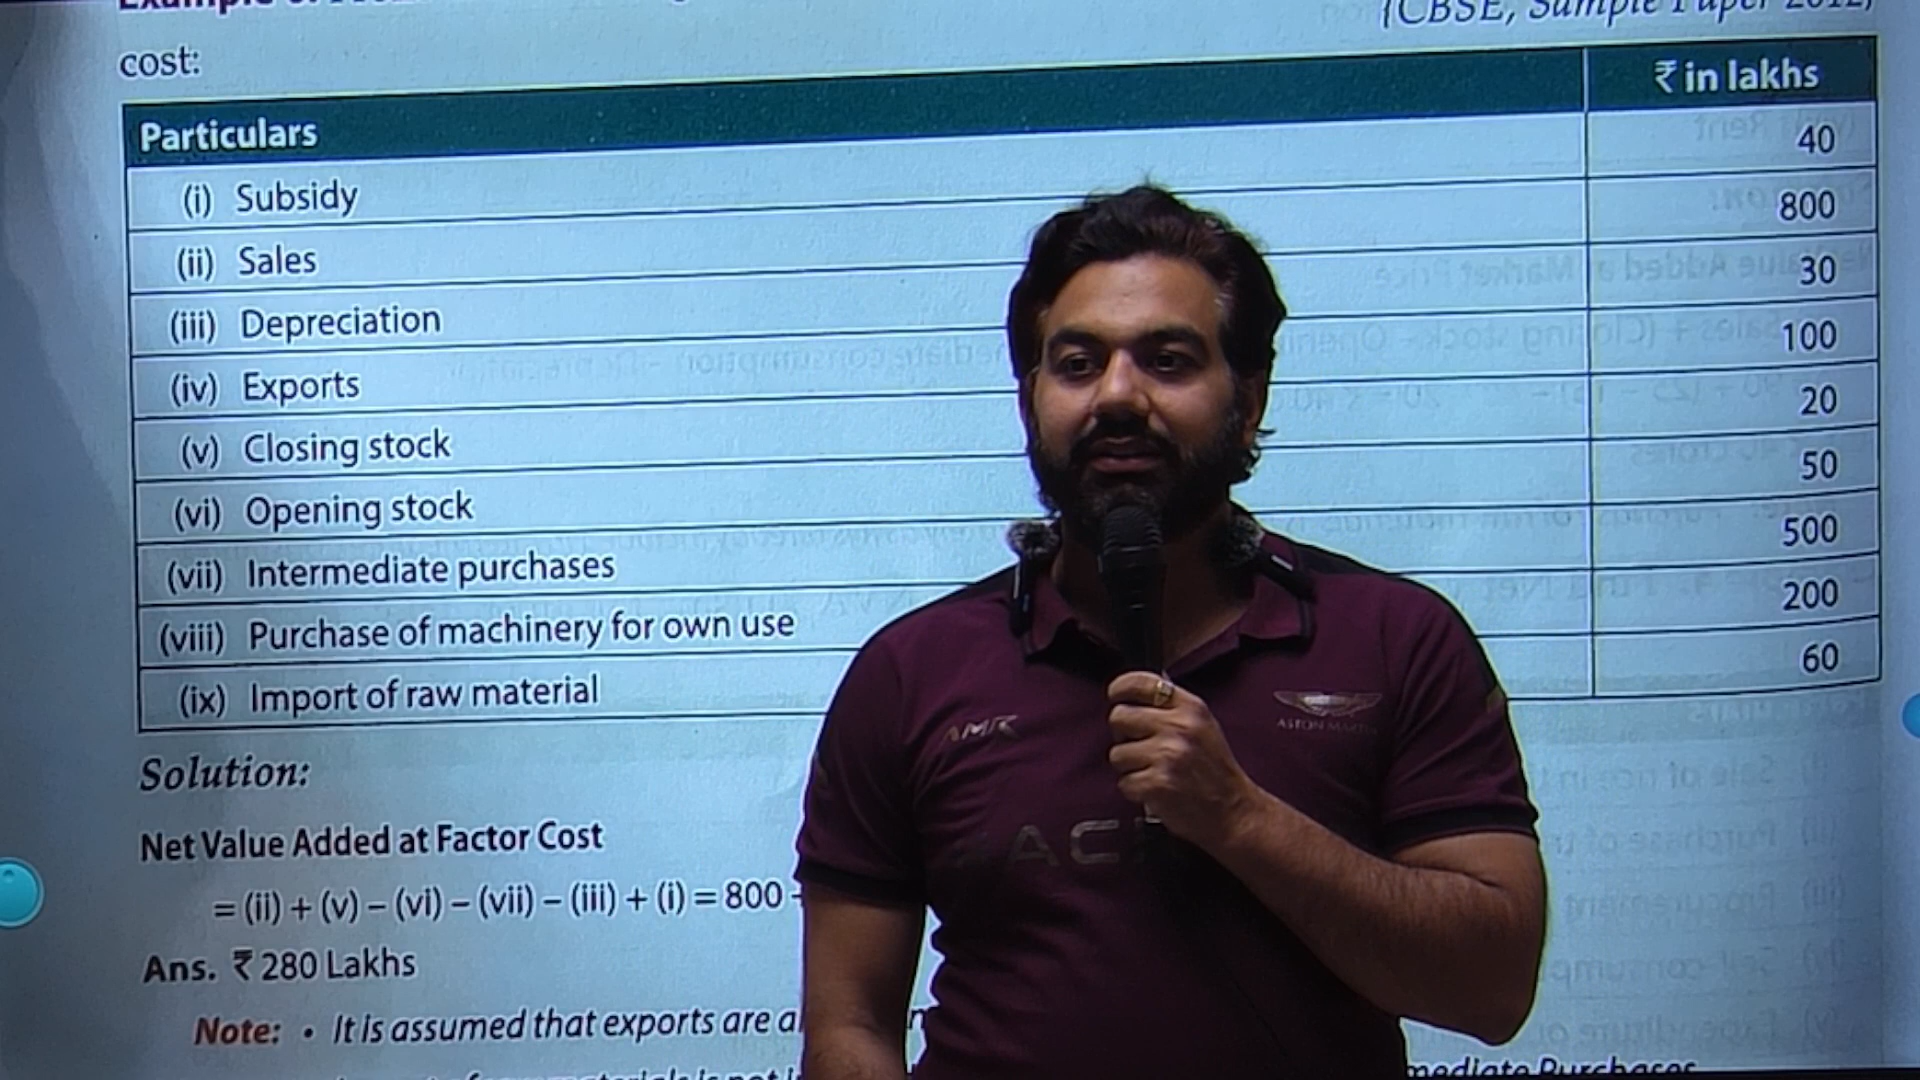 (CBSE, Sample Paper 2012)
cost:
Particulars ₹ in lakhs
(i) Subsidy 40
(ii) Sales 800
(iii) Depreciation 30
(iv) Exports 100
(v) Closing stock 20
(vi) Opening stock 50
(vii) Intermediate purchases 500
(viii) Purchase of machinery for own use 200
(ix) Import of raw material 60
Solution:
Net Value Added at Factor Cost
= (ii) + (v) – (vi) – (vii) – (iii) + (i) = 800
Ans. ₹ 280 Lakhs
Note: • It is assumed that exports are
Purchases
AMR
ASTON MARTIN